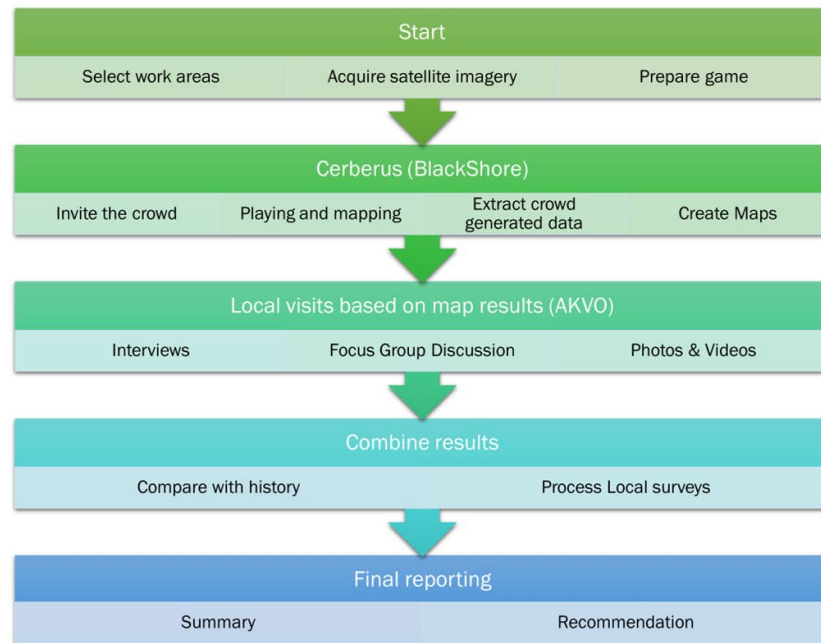 Start
Select work areas
Acquire satellite imagery
Prepare game
Cerberus (BlackShore)
Invite the crowd
Playing and mapping
Extract crowd
generated data
Create Maps
Local visits based on map results (AKVO)
Interviews
Focus Group Discussion
Photos & Videos
Combine results
Compare with history
Process Local surveys
Final reporting
Summary
Recommendation